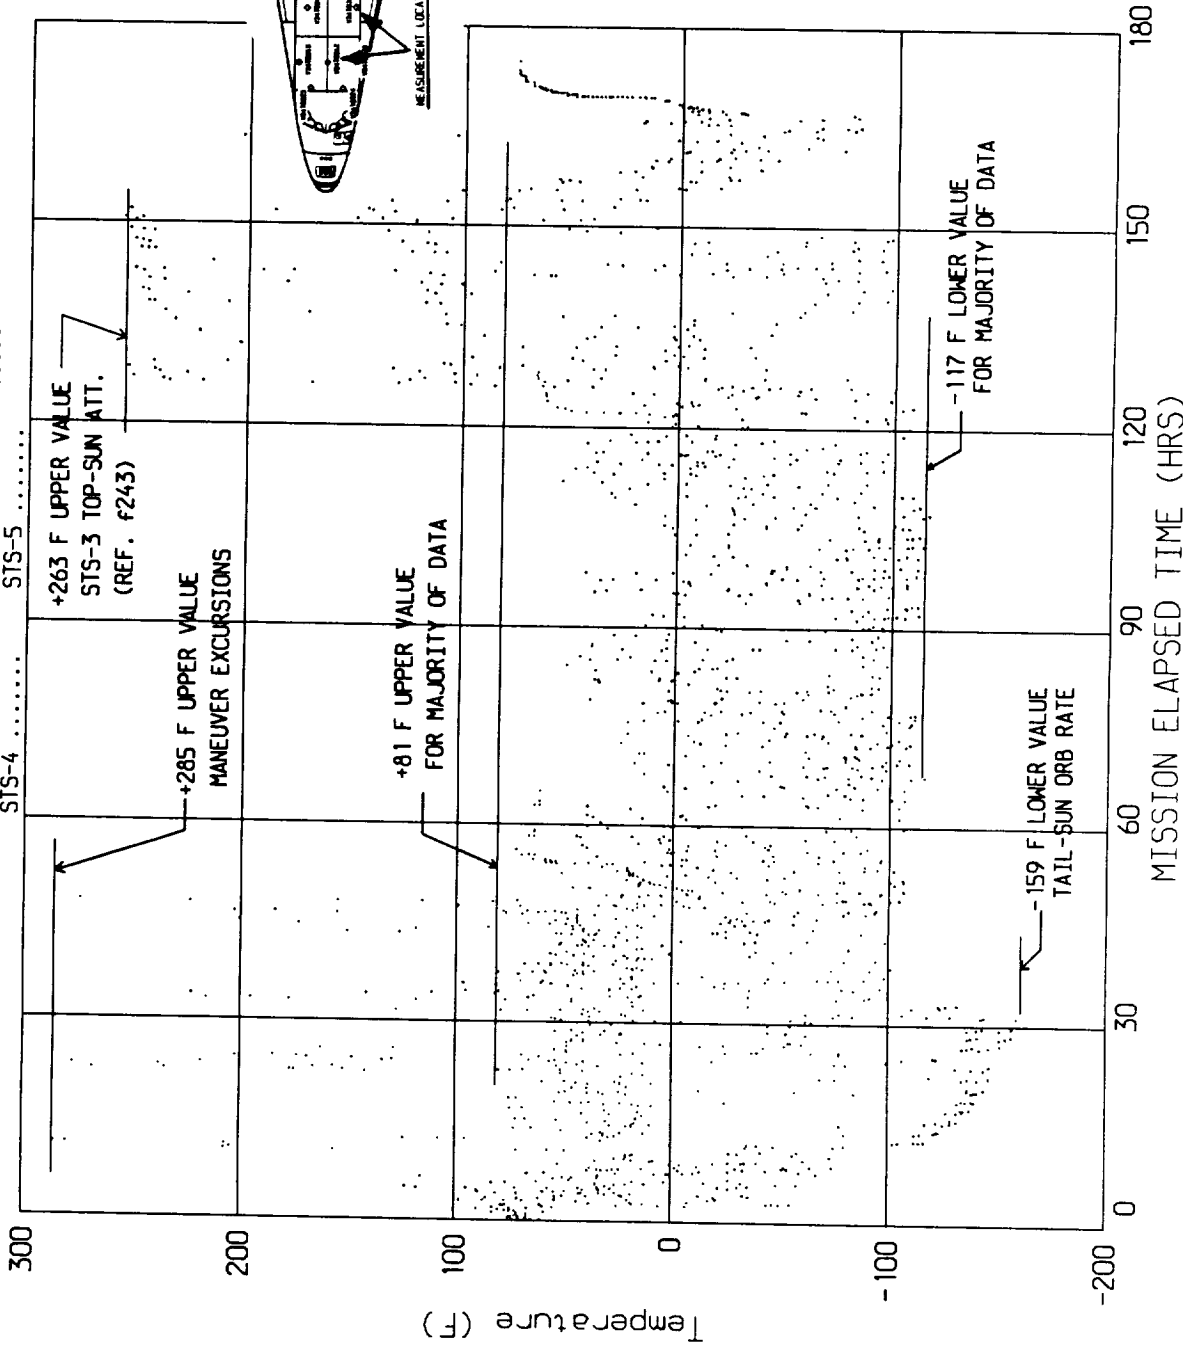 STS-4 .......
STS-5 ........
+263 F UPPER VALUE
STS-3 TOP-SUN ATT.
(REF. f243)
+285 F UPPER VALUE
MANEUVER EXCURSIONS
+81 F UPPER VALUE
FOR MAJORITY OF DATA
-117 F LOWER VALUE
FOR MAJORITY OF DATA
-159 F LOWER VALUE
TAIL-SUN ORB RATE
MEASUREMENT LOCA
Temperature (F)
300
200
100
0
-100
-200
0
30
60
90
120
150
180
MISSION ELAPSED TIME (HRS)